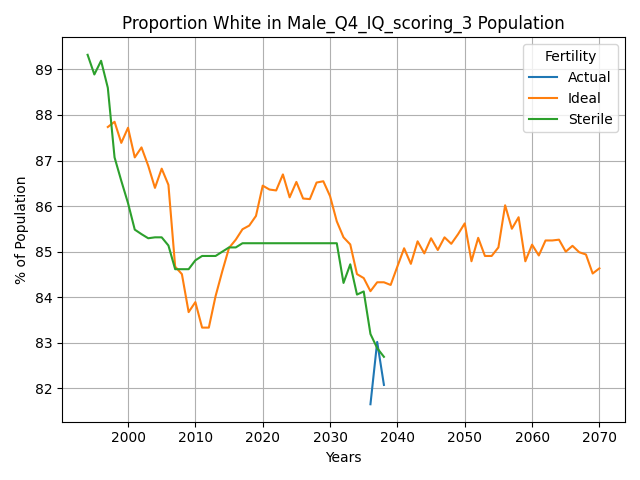 Proportion White in Male_Q4_IQ_scoring_3 Population
Fertility
Actual
Ideal
Sterile
% of Population
89
88
87
86
85
84
83
82
2000
2010
2020
2030
2040
2050
2060
2070
Years